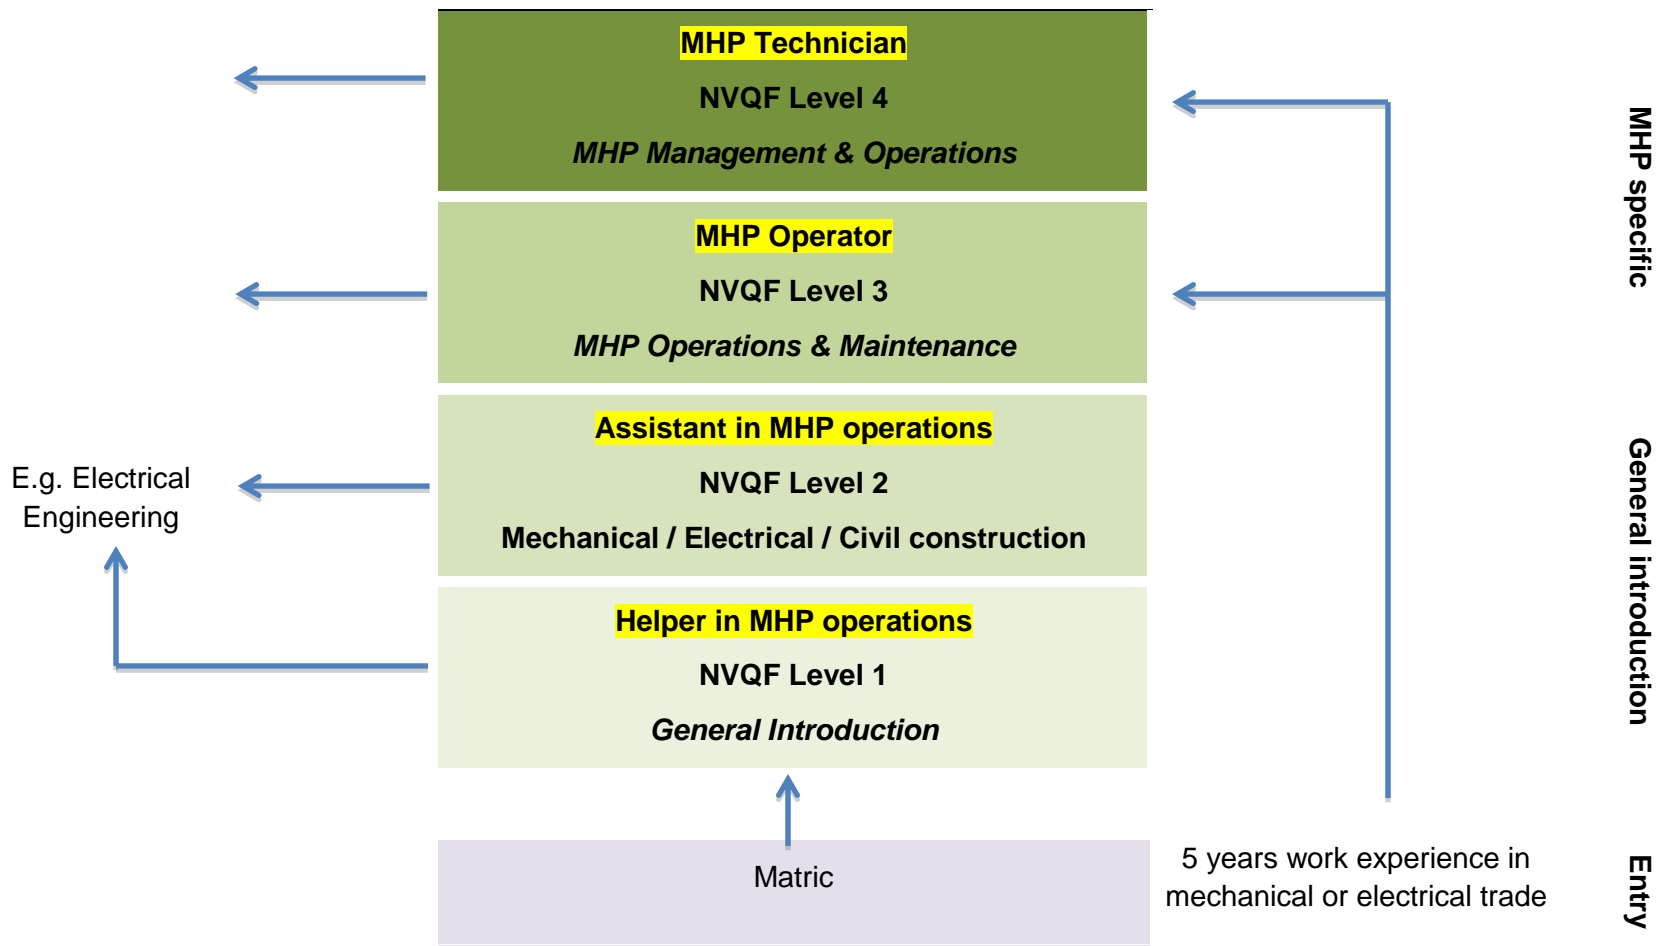 MHP Technician
NVQF Level 4
MHP Management & Operations
MHP Operator
NVQF Level 3
MHP Operations & Maintenance
Assistant in MHP operations
NVQF Level 2
Mechanical / Electrical / Civil construction
E.g. Electrical
Engineering
Helper in MHP operations
NVQF Level 1
General Introduction
Matric
5 years work experience in
mechanical or electrical trade
MHP specific
General introduction
Entry